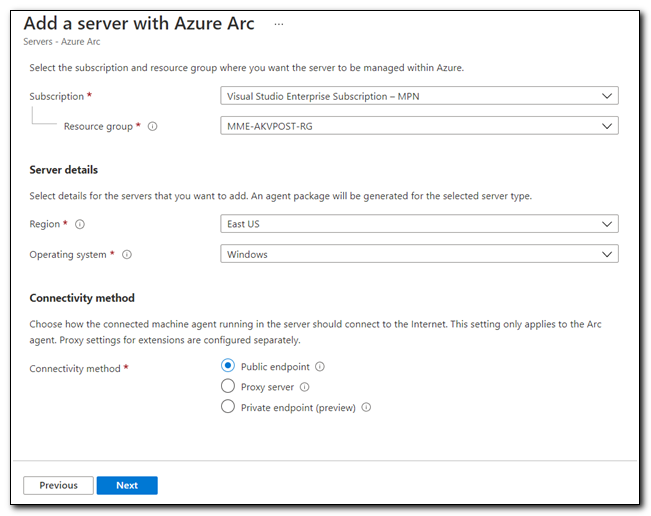 Add a server with Azure Arc ...
Servers - Azure Arc
Select the subscription and resource group where you want the server to be managed within Azure.
Subscription *
Visual Studio Enterprise Subscription – MPN
Resource group *
MME-AKVPOST-RG
Server details
Select details for the servers that you want to add. An agent package will be generated for the selected server type.
Region *
East US
Operating system *
Windows
Connectivity method
Choose how the connected machine agent running in the server should connect to the Internet. This setting only applies to the Arc
agent. Proxy settings for extensions are configured separately.
Connectivity method *
Public endpoint
Proxy server
Private endpoint (preview)
Previous
Next